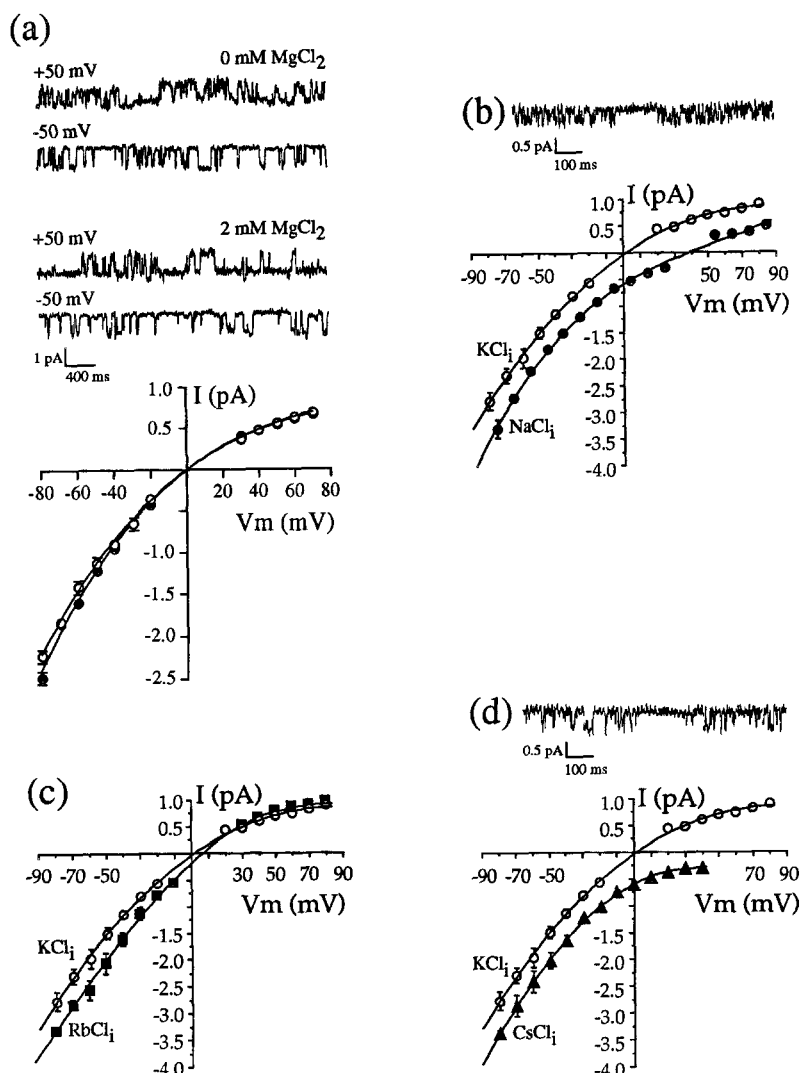 (a)
+50 mV
0 mM MgCl2
-50 mV
+50 mV
2 mM MgCl2
-50 mV
1 pA
400 ms
I (pA)
0.5
-80 -60 -40 20 40 60 80
Vm (mV)
-1.0
-1.5
-2.0
-2.5
(b)
0.5 pA
100 ms
I (pA)
1.0
0.5
-90 -70 -50 50 70 90
Vm (mV)
-1.5
-2.0
-2.5
-3.0
-3.5
-4.0
KCli
NaCli
(c)
I (pA)
1.0
0.5
-90 -70 -50 30 50 70 90
Vm (mV)
-1.5
-2.0
-2.5
-3.0
-3.5
-4.0
KCli
RbCli
(d)
0.5 pA
100 ms
I (pA)
1.0
0.5
-90 -70 -50 70 90
Vm (mV)
-1.5
-2.0
-2.5
-3.0
-3.5
-4.0
KCli
CsCli